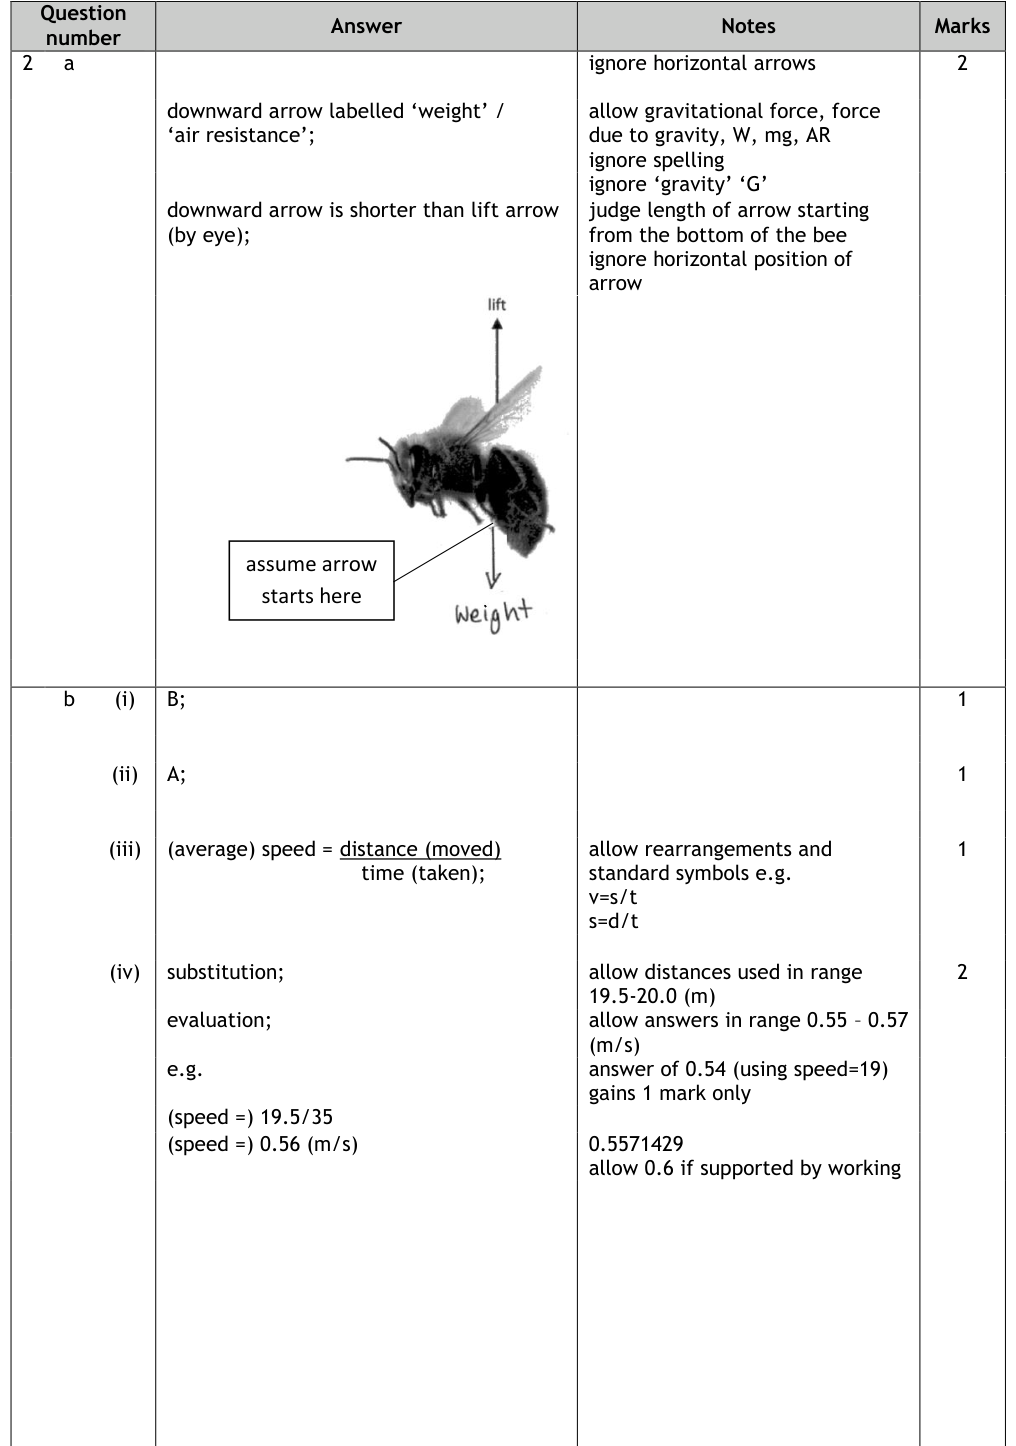 Question
number
Answer
Notes
Marks
2 a
ignore horizontal arrows
2
downward arrow labelled ‘weight’ /
‘air resistance’;
allow gravitational force, force
due to gravity, W, mg, AR
ignore spelling
ignore ‘gravity’ ‘G’
downward arrow is shorter than lift arrow
(by eye);
judge length of arrow starting
from the bottom of the bee
ignore horizontal position of
arrow
lift
assume arrow
starts here
Weight
b (i)
B;
1
(ii)
A;
1
(iii)
(average) speed = distance (moved)
time (taken);
allow rearrangements and
standard symbols e.g.
v=s/t
s=d/t
1
(iv)
substitution;
evaluation;
e.g.
(speed =) 19.5/35
(speed =) 0.56 (m/s)
allow distances used in range
19.5-20.0 (m)
allow answers in range 0.55 – 0.57
(m/s)
answer of 0.54 (using speed=19)
gains 1 mark only
0.5571429
allow 0.6 if supported by working
2